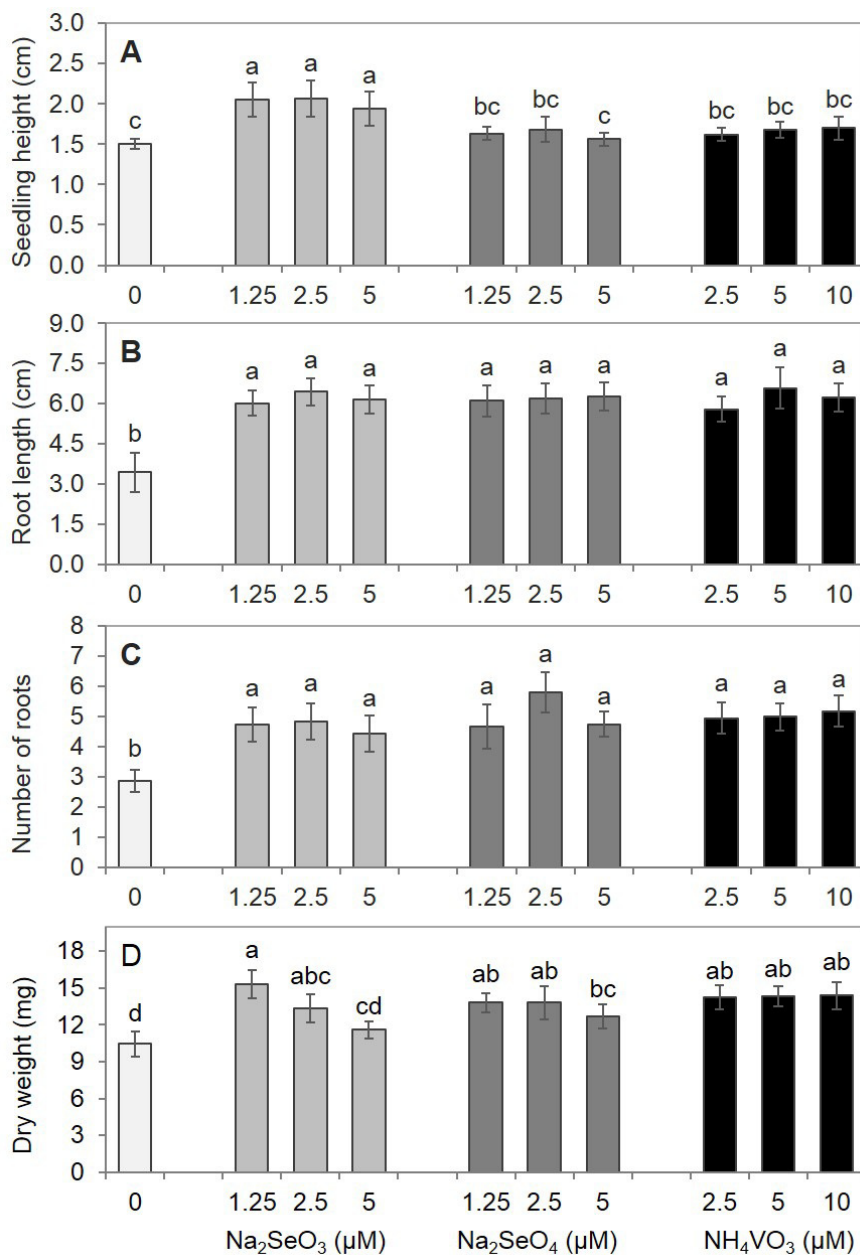 3.0
A
2.5
a a a
2.0
bc bc c
bc bc bc
c
1.5
1.0
0.5
0.0
Seedling height (cm)
0 1.25 2.5 5 1.25 2.5 5 2.5 5 10
9.0
B
7.5
a a a a a a a a a
6.0
4.5
b
3.0
1.5
0.0
Root length (cm)
0 1.25 2.5 5 1.25 2.5 5 2.5 5 10
8
C
7
a a a a a a a a a
6
5
4
b
3
2
1
0
Number of roots
0 1.25 2.5 5 1.25 2.5 5 2.5 5 10
D
18
a abc cd ab ab bc ab ab ab
15
12
d
9
6
3
0
Dry weight (mg)
0 1.25 2.5 5 1.25 2.5 5 2.5 5 10
Na₂SeO₃ (µM) Na₂SeO₄ (µM) NH₄VO₃ (µM)